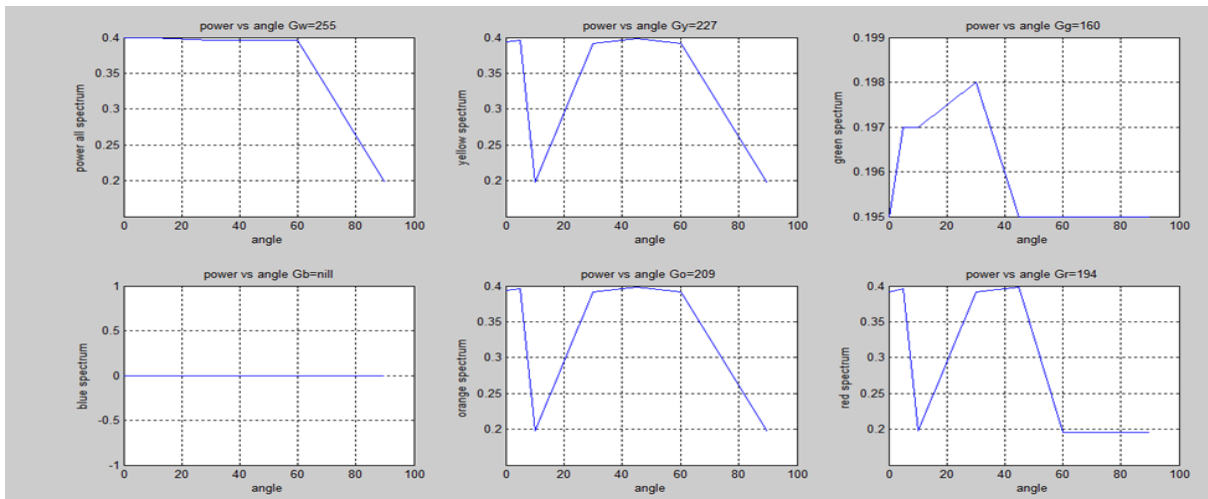 power vs angle Gw=255
power all spectrum
0.4
0.35
0.3
0.25
0.2
0 20 40 60 80 100
angle
power vs angle Gy=227
yellow spectrum
0.4
0.35
0.3
0.25
0.2
0 20 40 60 80 100
angle
power vs angle Gg=160
green spectrum
0.199
0.198
0.197
0.196
0.195
0 20 40 60 80 100
angle
power vs angle Gb=nill
blue spectrum
1
0.5
0
-0.5
-1
0 20 40 60 80 100
angle
power vs angle Go=209
orange spectrum
0.4
0.35
0.3
0.25
0.2
0 20 40 60 80 100
angle
power vs angle Gr=194
red spectrum
0.4
0.35
0.3
0.25
0.2
0 20 40 60 80 100
angle